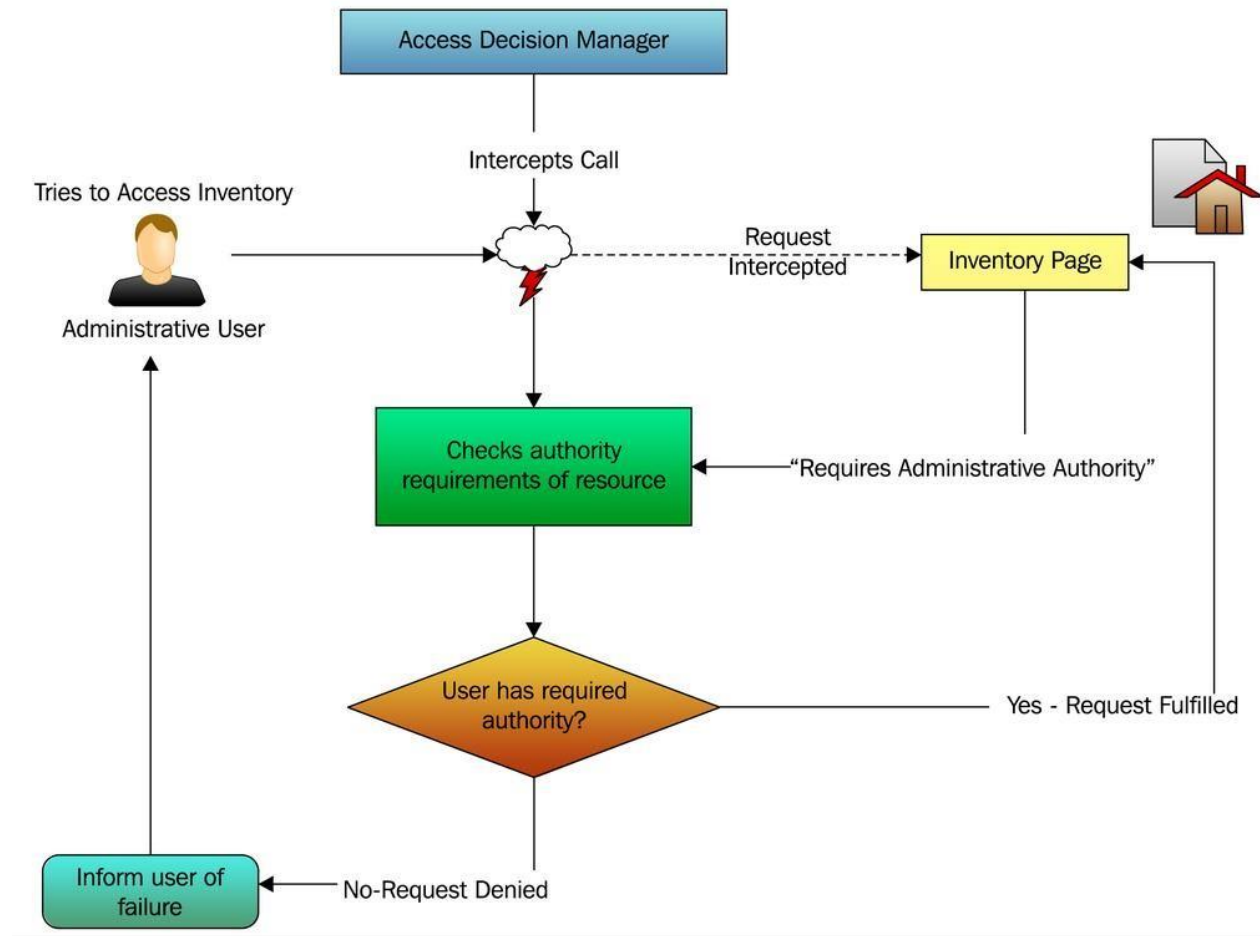 Access Decision Manager
Intercepts Call
Tries to Access Inventory
Administrative User
Request
Intercepted
Inventory Page
Checks authority
requirements of resource
“Requires Administrative Authority”
User has required
authority?
Yes - Request Fulfilled
Inform user of
failure
No-Request Denied